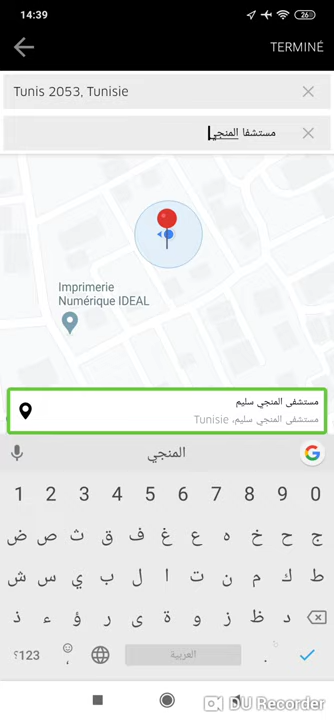 14:39
26
TERMINÉ
Tunis 2053, Tunisie
مستشفا المنجي
Imprimerie
Numérique IDEAL
مستشفى المنجي سليم
مستشفى المنجي سليم، Tunisie
المنجي
1 2 3 4 5 6 7 8 9 0
ض ص ث ق ف غ ع ه خ ح ج
ش س ي ب ل ا ت ن م ك ط
ذ ء ؤ ر ى ة و ز ظ د
؟123 ، العربية .
DU Recorder